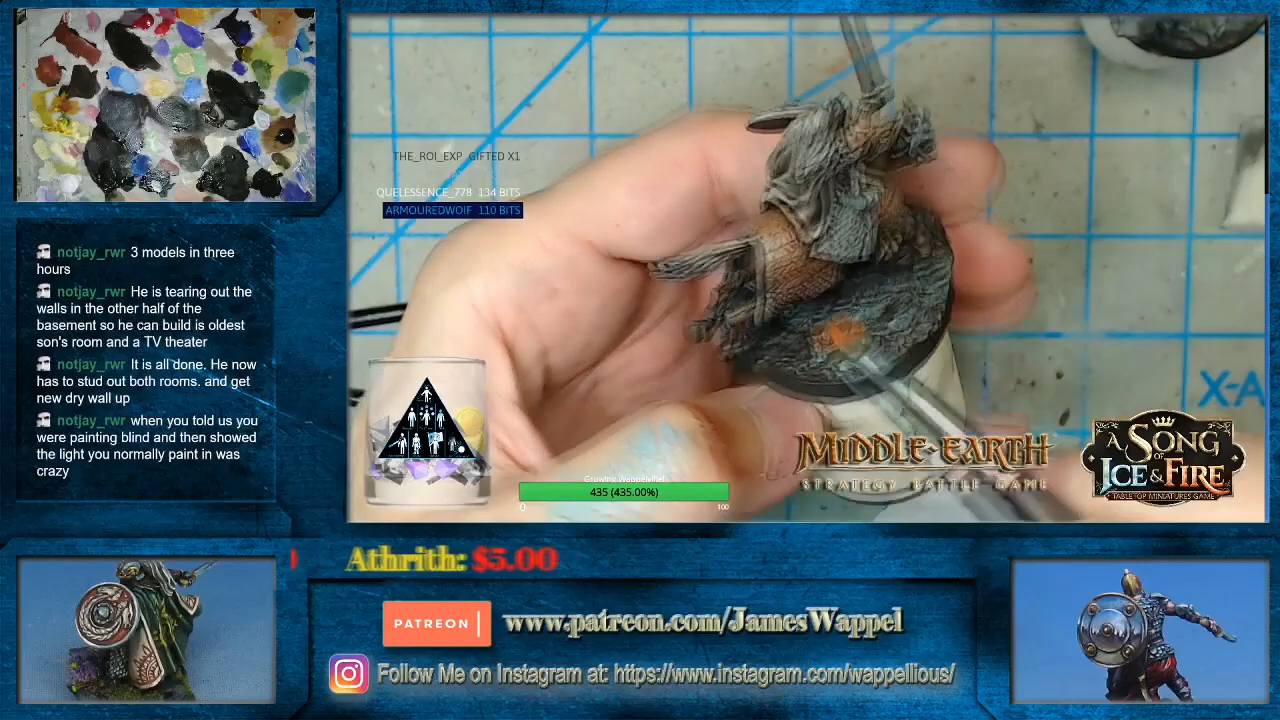 THE_ROI_EXP GIFTED X1
QUELESSENCE_778 134 BITS
ARMOUREDWOIF 110 BITS
notjay_rwr 3 models in three
hours
notjay_rwr He is tearing out the
walls in the other half of the
basement so he can build is oldest
son's room and a TV theater
notjay_rwr It is all done. He now
has to stud out both rooms. and get
new dry wall up
notjay_rwr when you told us you
were painting blind and then showed
the light you normally paint in was
crazy
X-A
MIDDLE-EARTH
STRATEGY BATTLE GAME
A SONG
OF
ICE & FIRE
TABLETOP MINIATURES GAME
435 (435.00%)
0
100
Athrith: $5.00
PATREON
www.patreon.com/JamesWappel
Follow Me on Instagram at: https://www.instagram.com/wappellious/